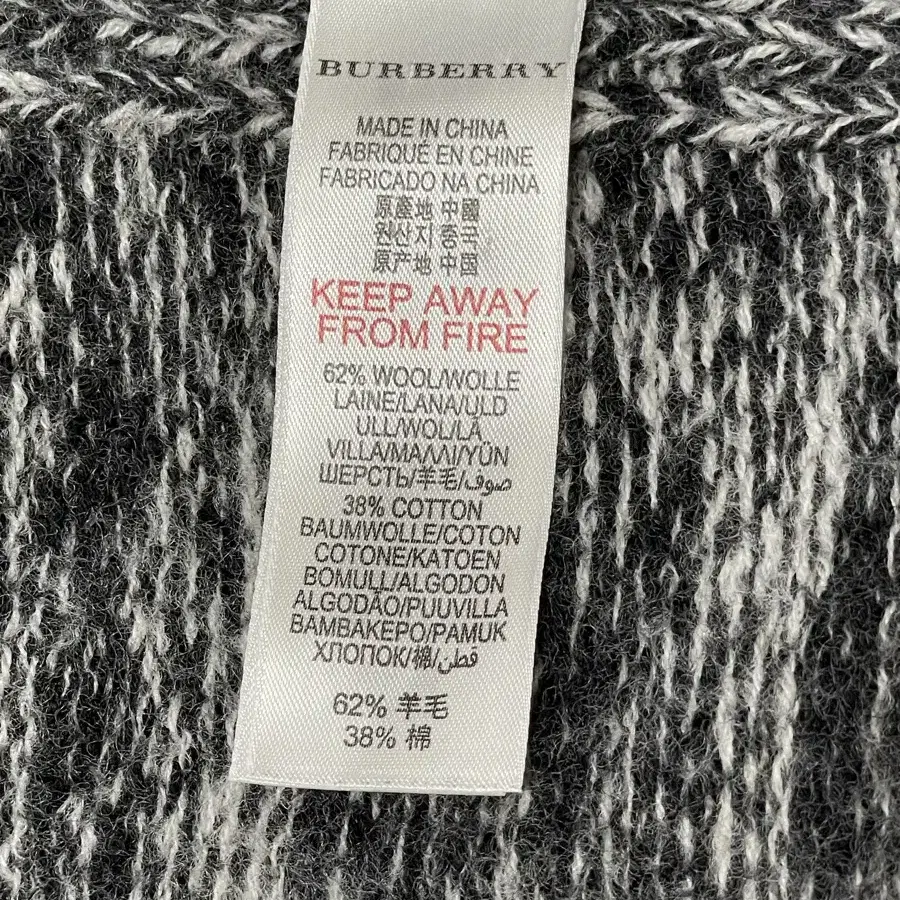 BURBERRY
MADE IN CHINA
FABRIQUÉ EN CHINE
FABRICADO NA CHINA
原產地 中國
원산지 중국
原产地 中国
KEEP AWAY
FROM FIRE
62% WOOL/WOLLE
LAINE/LANA/ULD
ULL/WOL/LÃ
VILLA/ΜΑΛΛΙ/YÜN
ШЕРСТЬ/羊毛/صوف
38% COTTON
BAUMWOLLE/COTON
COTONE/KATOEN
BOMULL/ALGODON
ALGODÃO/PUUVILLA
ΒΑΜΒΑΚΕΡΟ/PAMUK
ХЛОПОК/棉/قطن
62% 羊毛
38% 棉